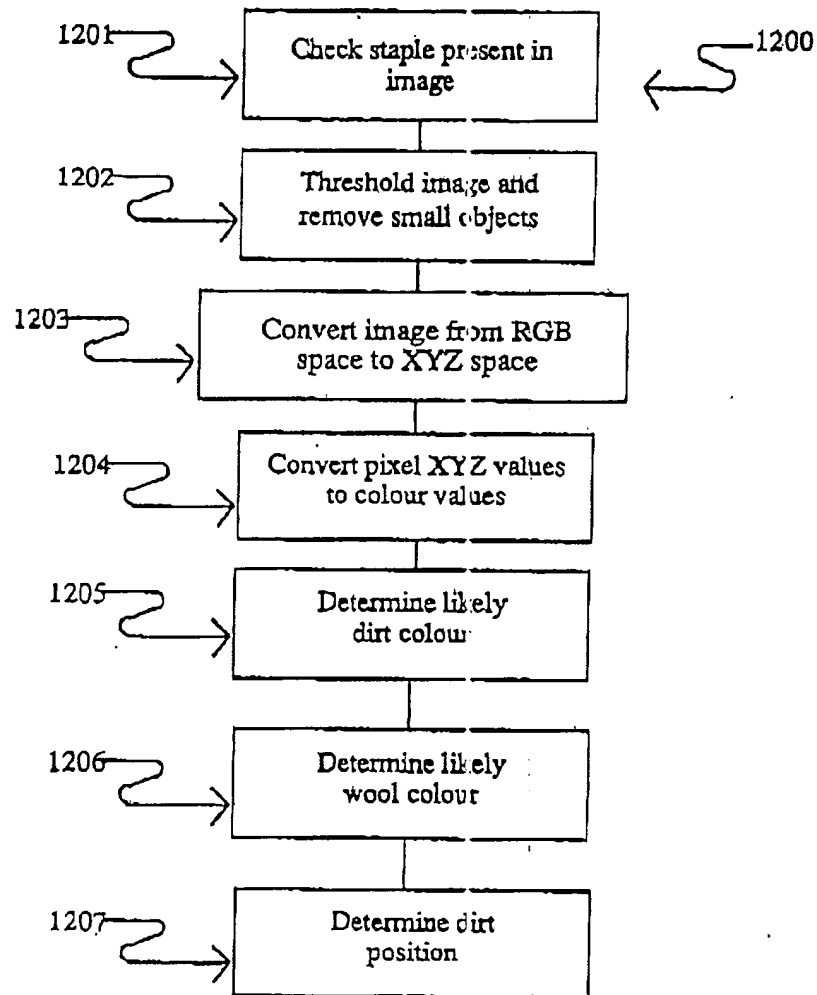 1201
Check staple present in
image
1200
1202
Threshold image and
remove small objects
1203
Convert image from RGB
space to XYZ space
1204
Convert pixel XYZ values
to colour values
1205
Determine likely
dirt colour
1206
Determine likely
wool colour
1207
Determine dirt
position